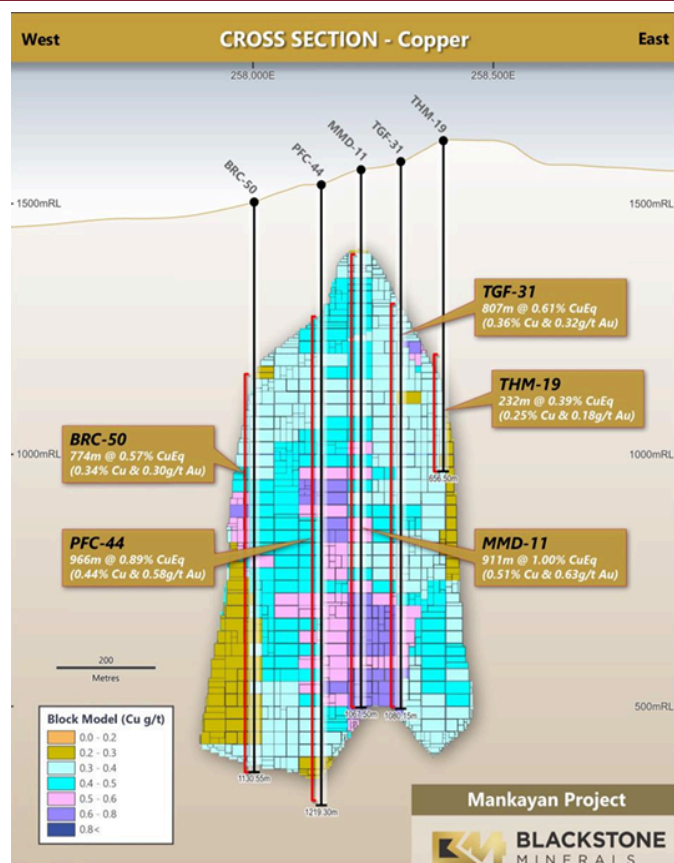 West
CROSS SECTION - Copper
East
258,000E
258,500E
BRC-50
PFC-44
MMD-11
TGF-31
THM-19
1500mRL
1500mRL
TGF-31
807m @ 0.61% CuEq
(0.36% Cu & 0.32g/t Au)
THM-19
232m @ 0.39% CuEq
(0.25% Cu & 0.18g/t Au)
BRC-50
774m @ 0.57% CuEq
(0.34% Cu & 0.30g/t Au)
1000mRL
1000mRL
656.50m
PFC-44
966m @ 0.89% CuEq
(0.44% Cu & 0.58g/t Au)
MMD-11
911m @ 1.00% CuEq
(0.51% Cu & 0.63g/t Au)
200
Metres
500mRL
1067.50m
1080.15m
Block Model (Cu g/t)
0.0 - 0.2
0.2 - 0.3
0.3 - 0.4
0.4 - 0.5
0.5 - 0.6
0.6 - 0.8
0.8<
1130.55m
1219.30m
Mankayan Project
BLACKSTONE
MINERALS